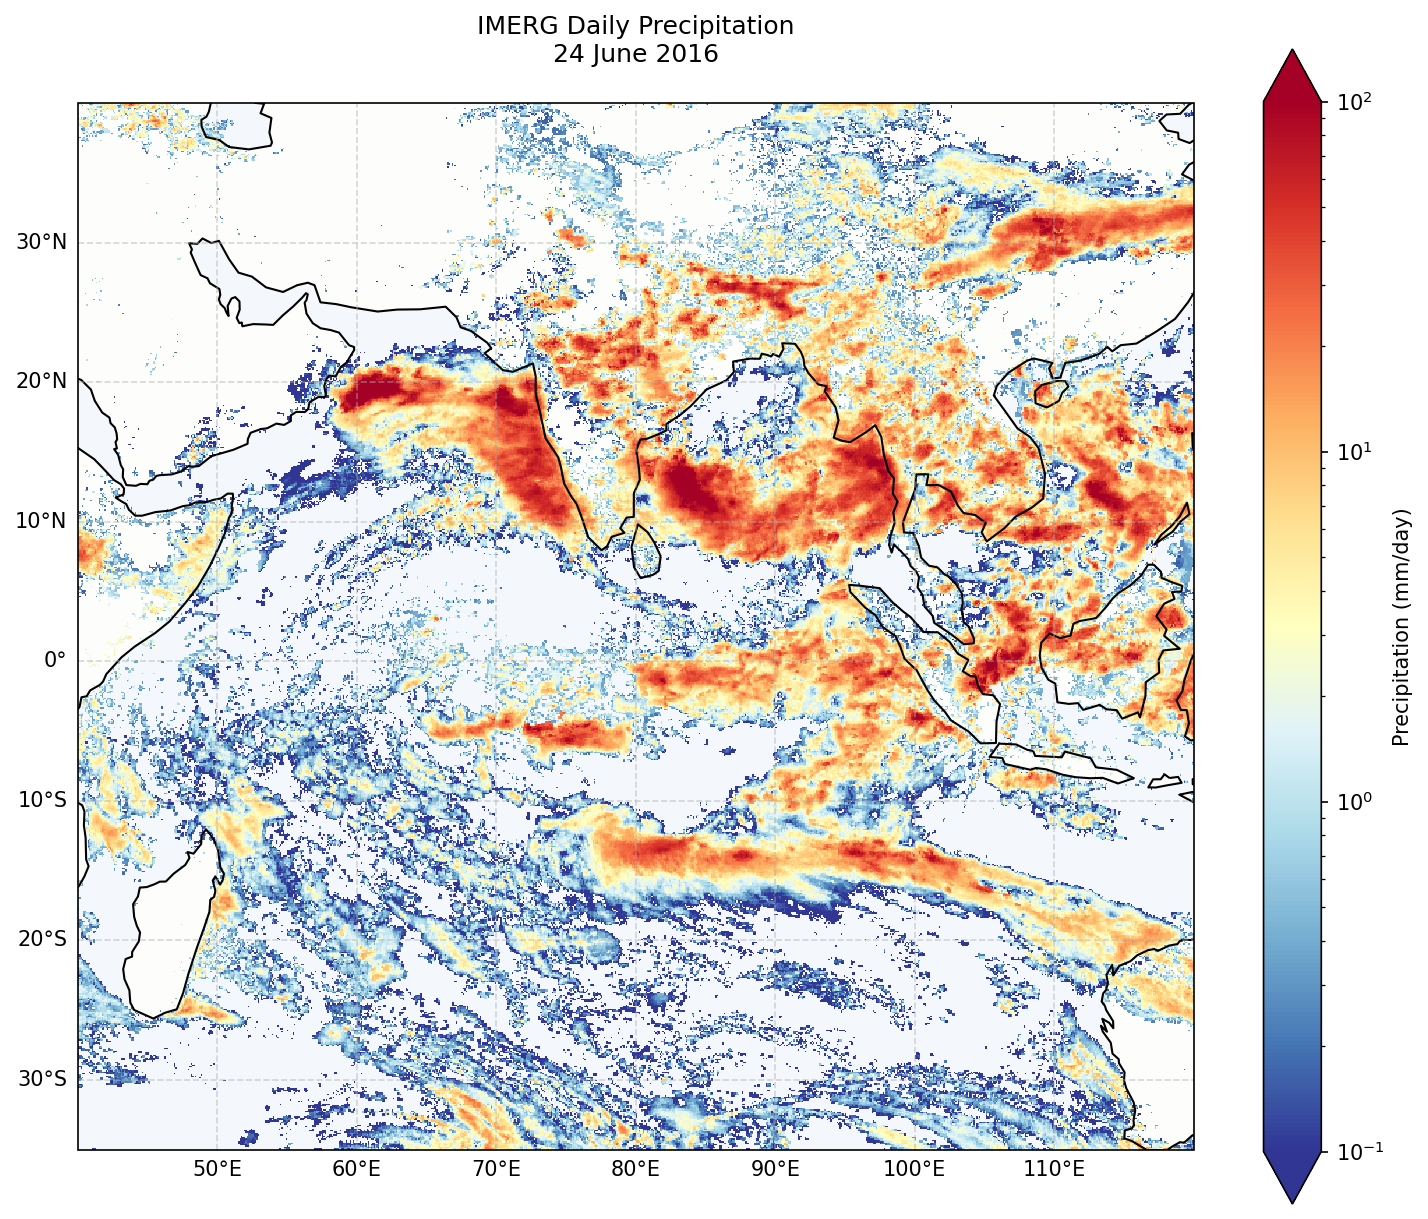 IMERG Daily Precipitation
24 June 2016
30°N
20°N
10°N
0°
10°S
20°S
30°S
50°E 60°E 70°E 80°E 90°E 100°E 110°E
10²
10¹
10⁰
10⁻¹
Precipitation (mm/day)